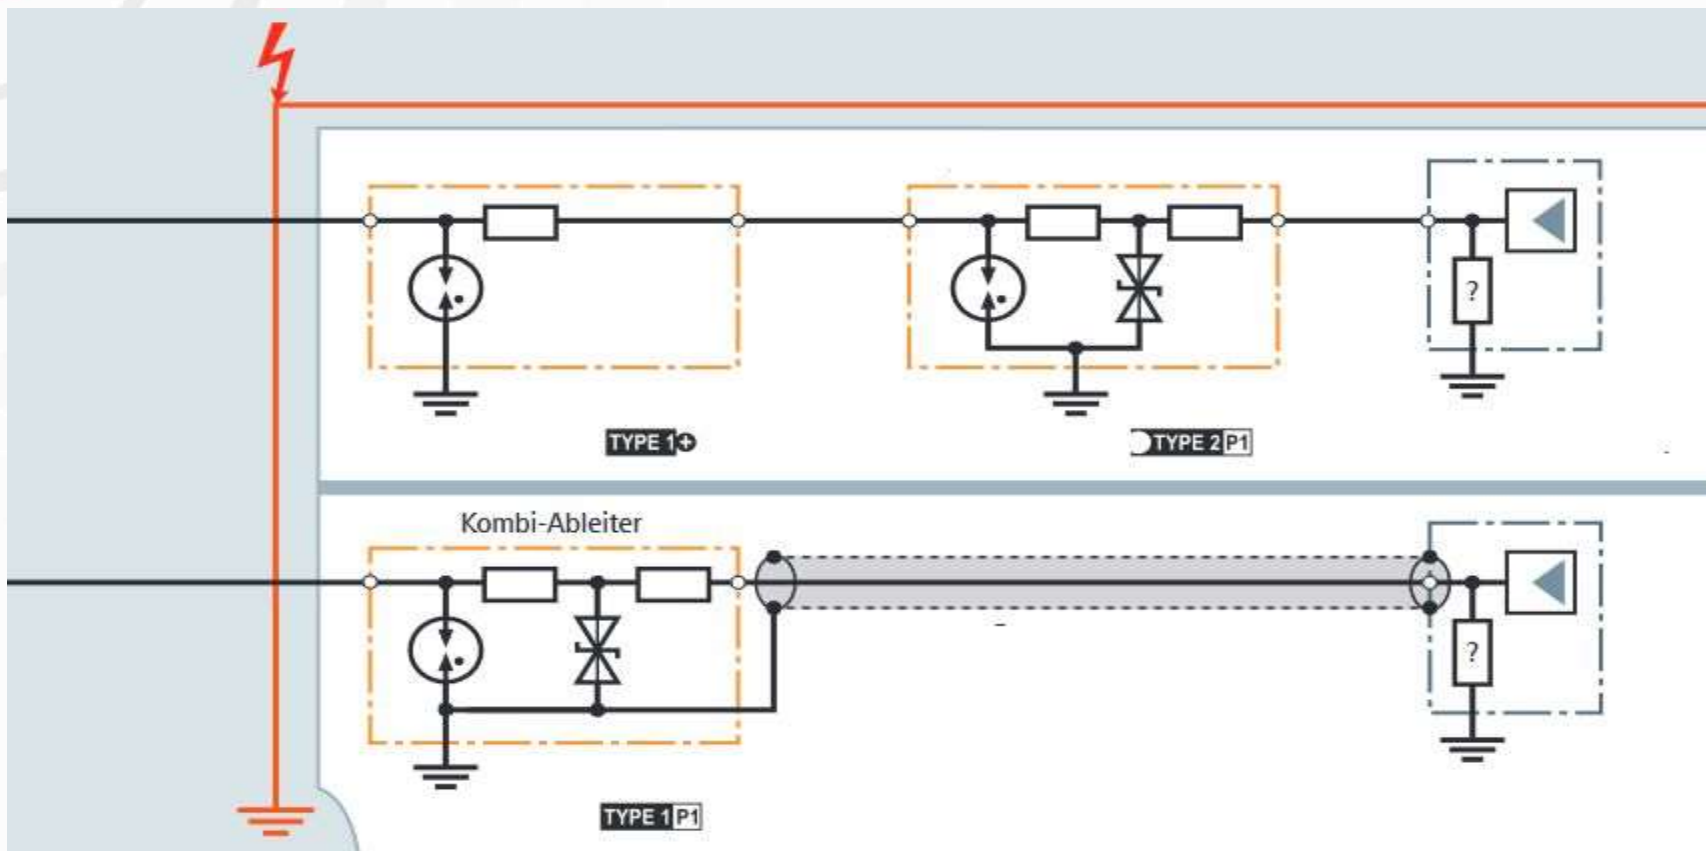 ?
TYPE 1+
TYPE 2 P1
Kombi-Ableiter
?
TYPE 1 P1